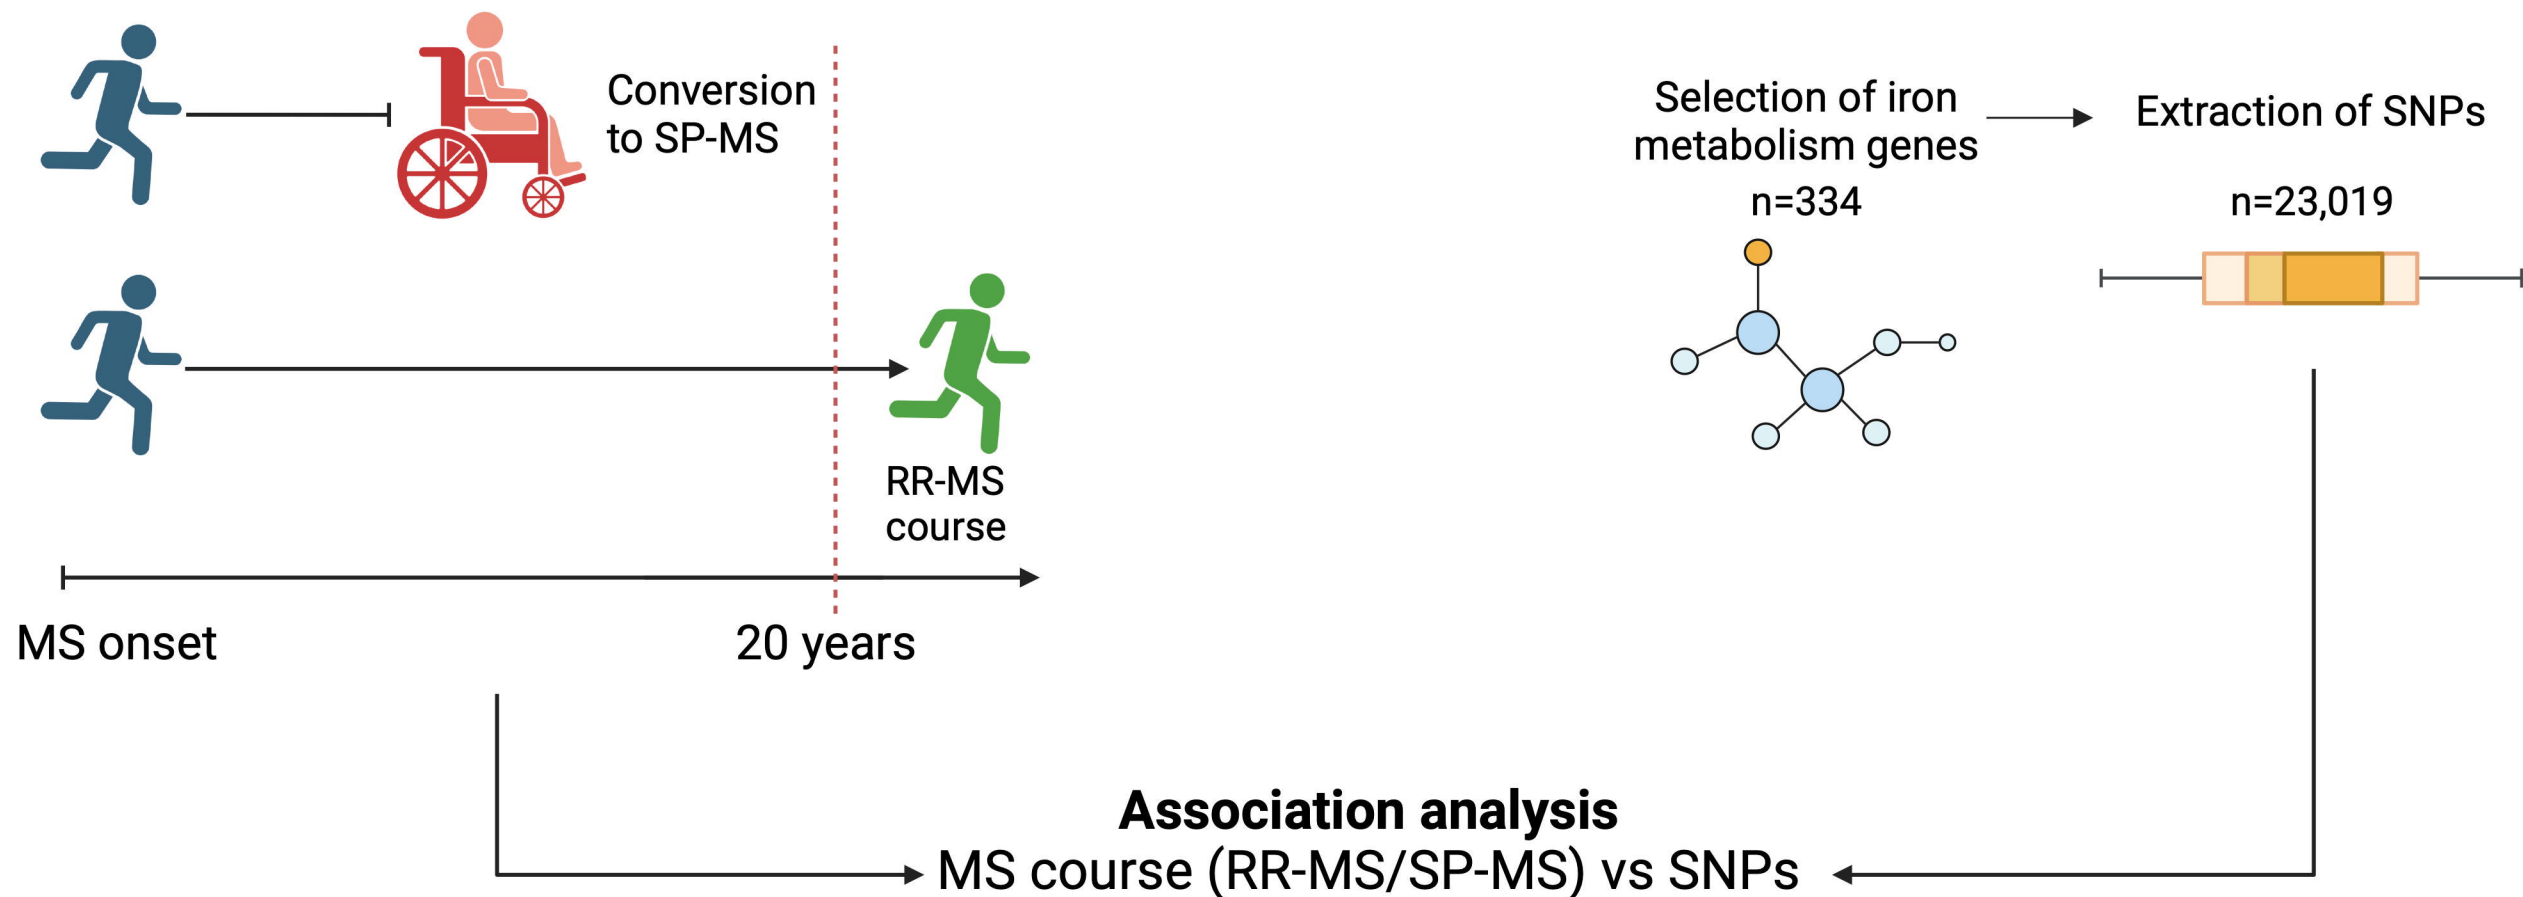 Conversion
to SP-MS
RR-MS
course
MS onset
20 years
Selection of iron
metabolism genes
n=334
Extraction of SNPs
n=23,019
Association analysis
MS course (RR-MS/SP-MS) vs SNPs